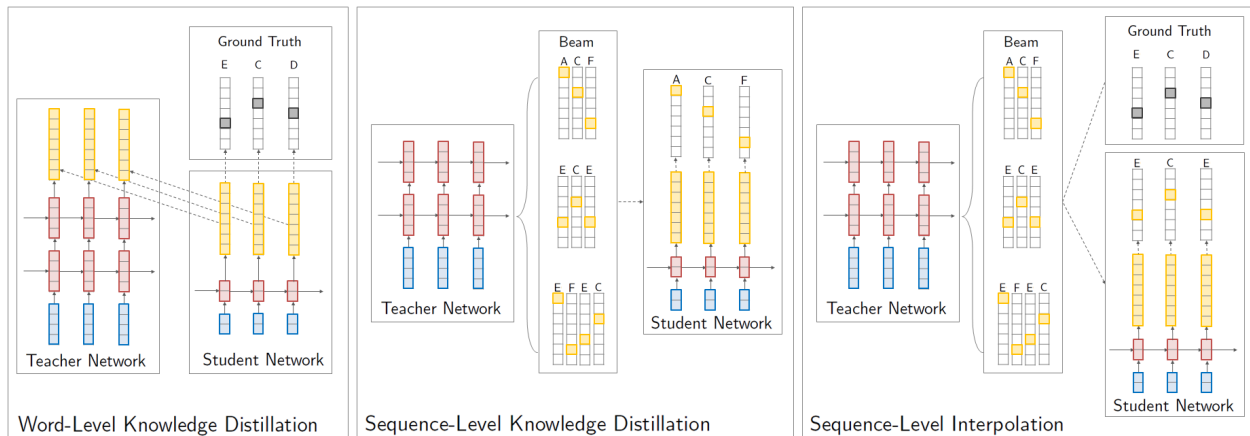 Ground Truth
E C D
Teacher Network
Student Network
Word-Level Knowledge Distillation
Beam
A C F
E C E
E F E C
Teacher Network
A C F
Student Network
Sequence-Level Knowledge Distillation
Beam
A C F
E C E
E F E C
Teacher Network
Ground Truth
E C D
E C E
Student Network
Sequence-Level Interpolation